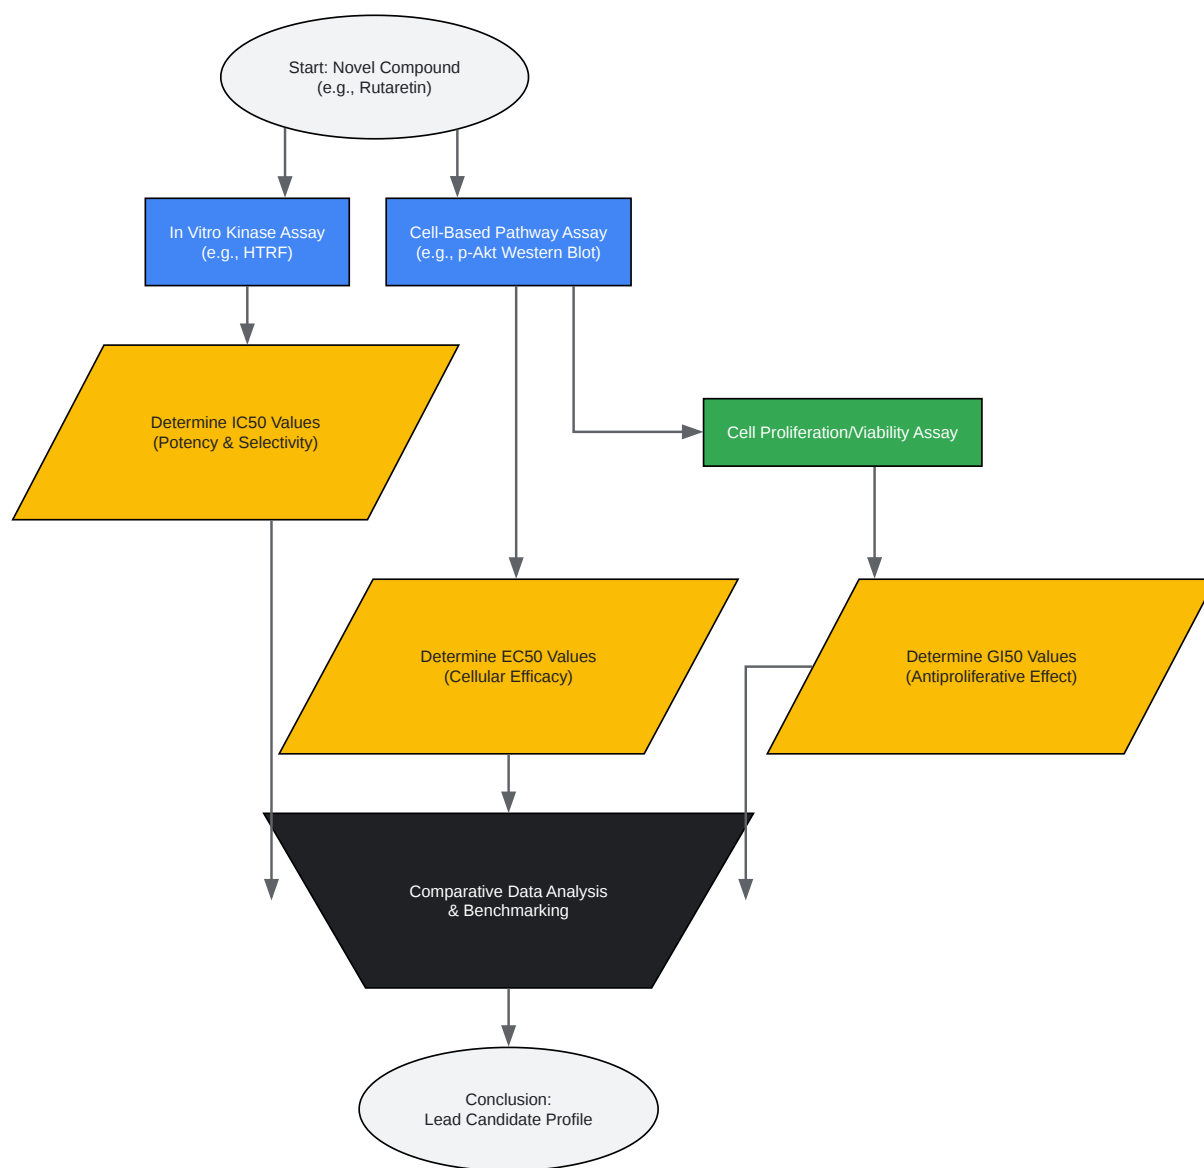 Start: Novel Compound
(e.g., Rutaretin)
In Vitro Kinase Assay
(e.g., HTRF)
Cell-Based Pathway Assay
(e.g., p-Akt Western Blot)
Determine IC50 Values
(Potency & Selectivity)
Cell Proliferation/Viability Assay
Determine EC50 Values
(Cellular Efficacy)
Determine GI50 Values
(Antiproliferative Effect)
Comparative Data Analysis
& Benchmarking
Conclusion:
Lead Candidate Profile